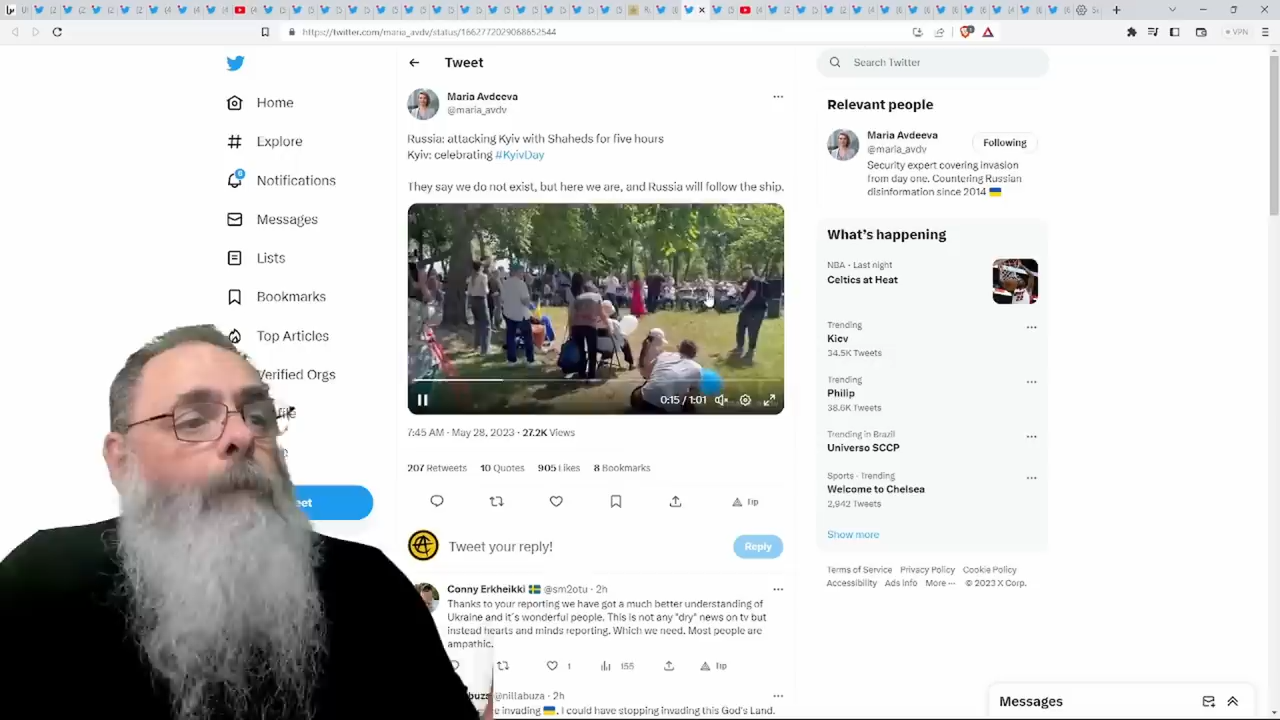 https://twitter.com/maria_avdv/status/1662772029068652544
VPN
Home
Explore
6
Notifications
Messages
Lists
Bookmarks
Top Articles
Verified Orgs
Tweet
Maria Avdeeva
@maria_avdv
Russia: attacking Kyiv with Shaheds for five hours
Kyiv: celebrating #KyivDay
They say we do not exist, but here we are, and Russia will follow the ship.
0:15 / 1:01
7:45 AM · May 28, 2023 · 27.2K Views
207 Retweets 10 Quotes 905 Likes 8 Bookmarks
Tip
Tweet your reply!
Reply
Conny Erkheikki 🇸🇪 @sm2otu · 2h
Thanks to your reporting we have got a much better understanding of
Ukraine and it´s wonderful people. This is not any "dry" news on tv but
instead hearts and minds reporting. Which we need. Most people are
ampathic.
1 155 Tip
@nillabuza · 2h
invading 🇺🇦. I could have stopping invading this God's Land.
Search Twitter
Relevant people
Maria Avdeeva
@maria_avdv
Following
Security expert covering invasion
from day one. Countering Russian
disinformation since 2014 🇺🇦
What's happening
NBA · Last night
Celtics at Heat
Trending
Kiev
34.5K Tweets
Trending
Philip
38.6K Tweets
Trending in Brazil
Universo SCCP
Sports · Trending
Welcome to Chelsea
2,942 Tweets
Show more
Terms of Service Privacy Policy Cookie Policy
Accessibility Ads Info More ··· © 2023 X Corp.
Messages